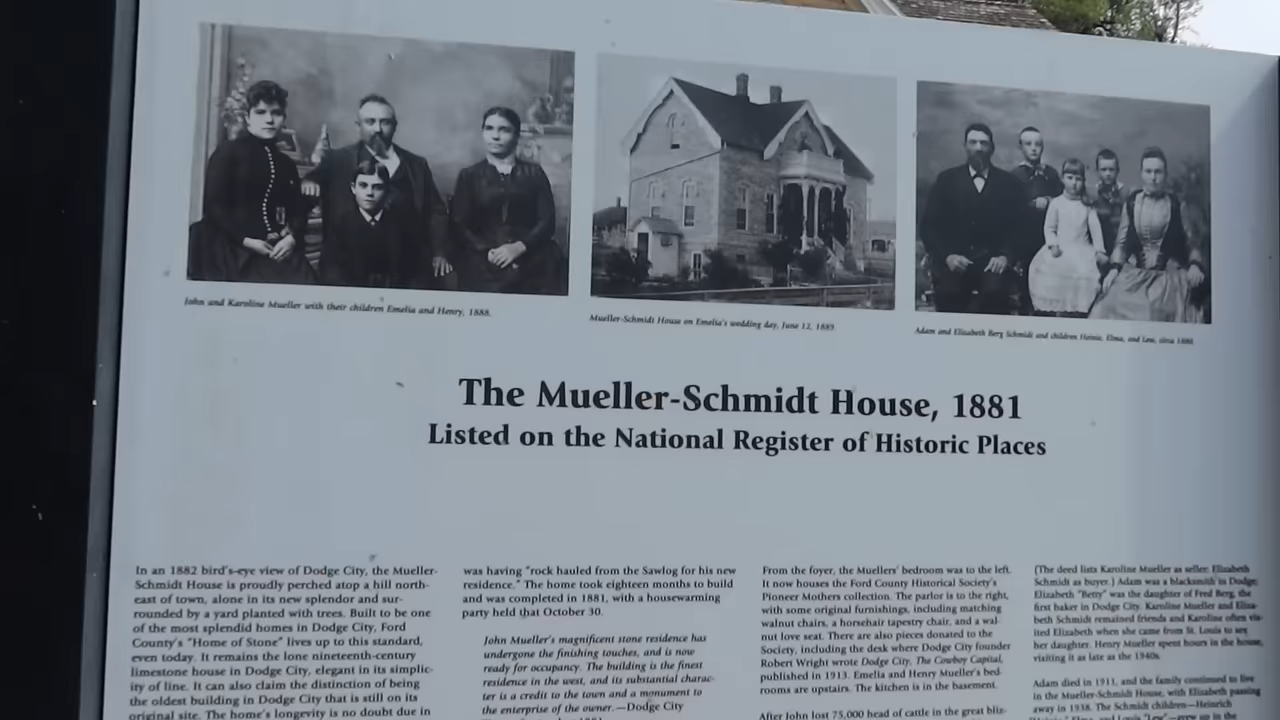 John and Karoline Mueller with their children Emelia and Henry, 1888.
Mueller-Schmidt House on Emelia's wedding day, June 12, 1889.
Adam and Elizabeth Berg Schmidt and children Heinie, Elma, and Lou, circa 1888.
The Mueller-Schmidt House, 1881
Listed on the National Register of Historic Places
In an 1882 bird's-eye view of Dodge City, the Mueller-
Schmidt House is proudly perched atop a hill north-
east of town, alone in its new splendor and sur-
rounded by a yard planted with trees. Built to be one
of the most splendid homes in Dodge City, Ford
County's "Home of Stone" lives up to this standard,
even today. It remains the lone nineteenth-century
limestone house in Dodge City, elegant in its simplic-
ity of line. It can also claim the distinction of being
the oldest building in Dodge City that is still on its
original site. The home's longevity is no doubt due in
was having "rock hauled from the Sawlog for his new
residence." The home took eighteen months to build
and was completed in 1881, with a housewarming
party held that October 30.
John Mueller's magnificent stone residence has
undergone the finishing touches, and is now
ready for occupancy. The building is the finest
residence in the west, and its substantial charac-
ter is a credit to the town and a monument to
the enterprise of the owner.—Dodge City
From the foyer, the Muellers' bedroom was to the left.
It now houses the Ford County Historical Society's
Pioneer Mothers collection. The parlor is to the right,
with some original furnishings, including matching
walnut chairs, a horsehair tapestry chair, and a wal-
nut love seat. There are also pieces donated to the
Society, including the desk where Dodge City founder
Robert Wright wrote Dodge City, The Cowboy Capital,
published in 1913. Emelia and Henry Mueller's bed-
rooms are upstairs. The kitchen is in the basement.
After John lost 75,000 head of cattle in the great bliz-
(The deed lists Karoline Mueller as seller, Elizabeth
Schmidt as buyer.) Adam was a blacksmith in Dodge;
Elizabeth "Betty" was the daughter of Fred Berg, the
first baker in Dodge City. Karoline Mueller and Eliza-
beth Schmidt remained friends and Karoline often vis-
ited Elizabeth when she came from St. Louis to see
her daughter. Henry Mueller spent hours in the house,
visiting it as late as the 1940s.
Adam died in 1911, and the family continued to live
in the Mueller-Schmidt House, with Elizabeth passing
away in 1938. The Schmidt children—Heinrich